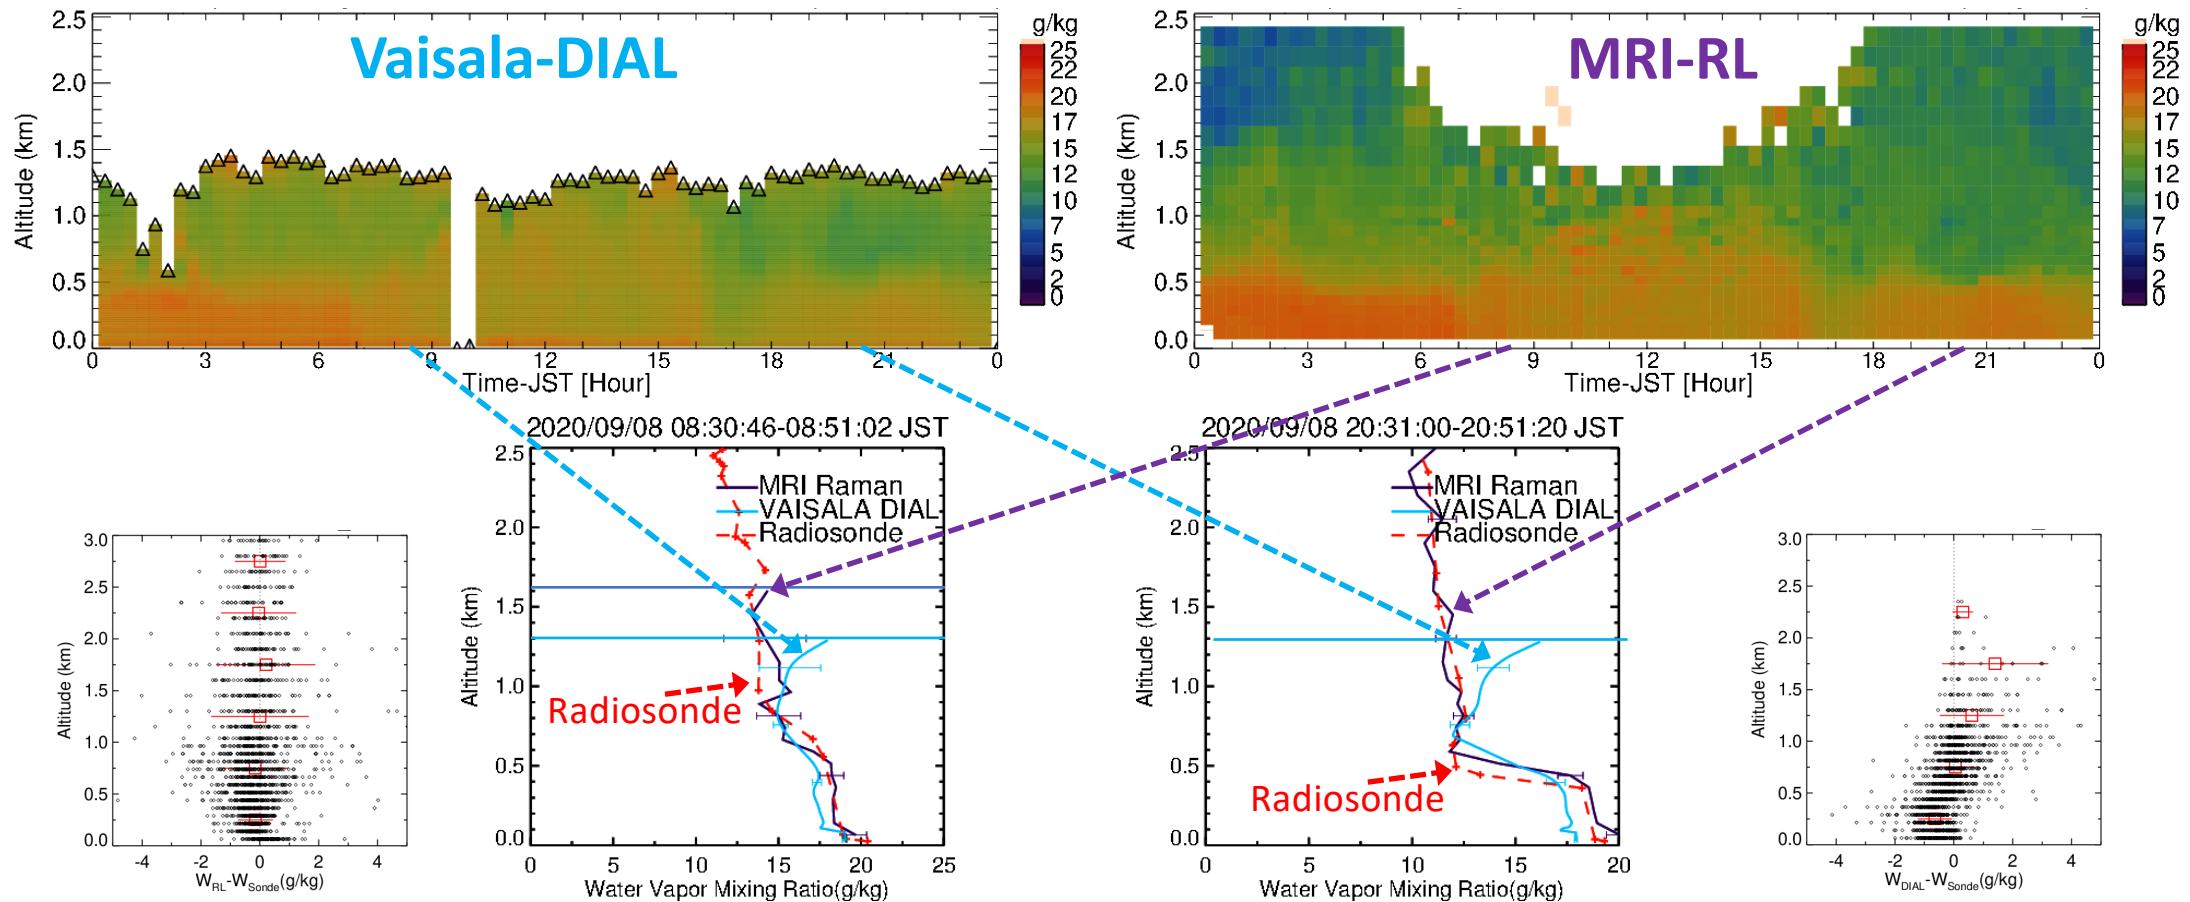 Vaisala-DIAL
MRI-RL
g/kg
25
22
20
17
15
12
10
7
5
2
0
g/kg
25
22
20
17
15
12
10
7
5
2
0
2.5
2.0
1.5
1.0
0.5
0.0
Altitude (km)
0 3 6 9 12 15 18 21 0
Time-JST [Hour]
2.5
2.0
1.5
1.0
0.5
0.0
Altitude (km)
0 3 6 9 12 15 18 21 0
Time-JST [Hour]
3.0
2.5
2.0
1.5
1.0
0.5
0.0
Altitude (km)
-4 -2 0 2 4
WRL-WSonde(g/kg)
2020/09/08 08:30:46-08:51:02 JST
MRI Raman
VAISALA DIAL
Radiosonde
Radiosonde
2.5
2.0
1.5
1.0
0.5
0.0
Altitude (km)
0 5 10 15 20 25
Water Vapor Mixing Ratio(g/kg)
2020/09/08 20:31:00-20:51:20 JST
MRI Raman
VAISALA DIAL
Radiosonde
Radiosonde
2.5
2.0
1.5
1.0
0.5
0.0
Altitude (km)
0 5 10 15 20
Water Vapor Mixing Ratio(g/kg)
3.0
2.5
2.0
1.5
1.0
0.5
0.0
Altitude (km)
-4 -2 0 2 4
WDIAL-WSonde(g/kg)